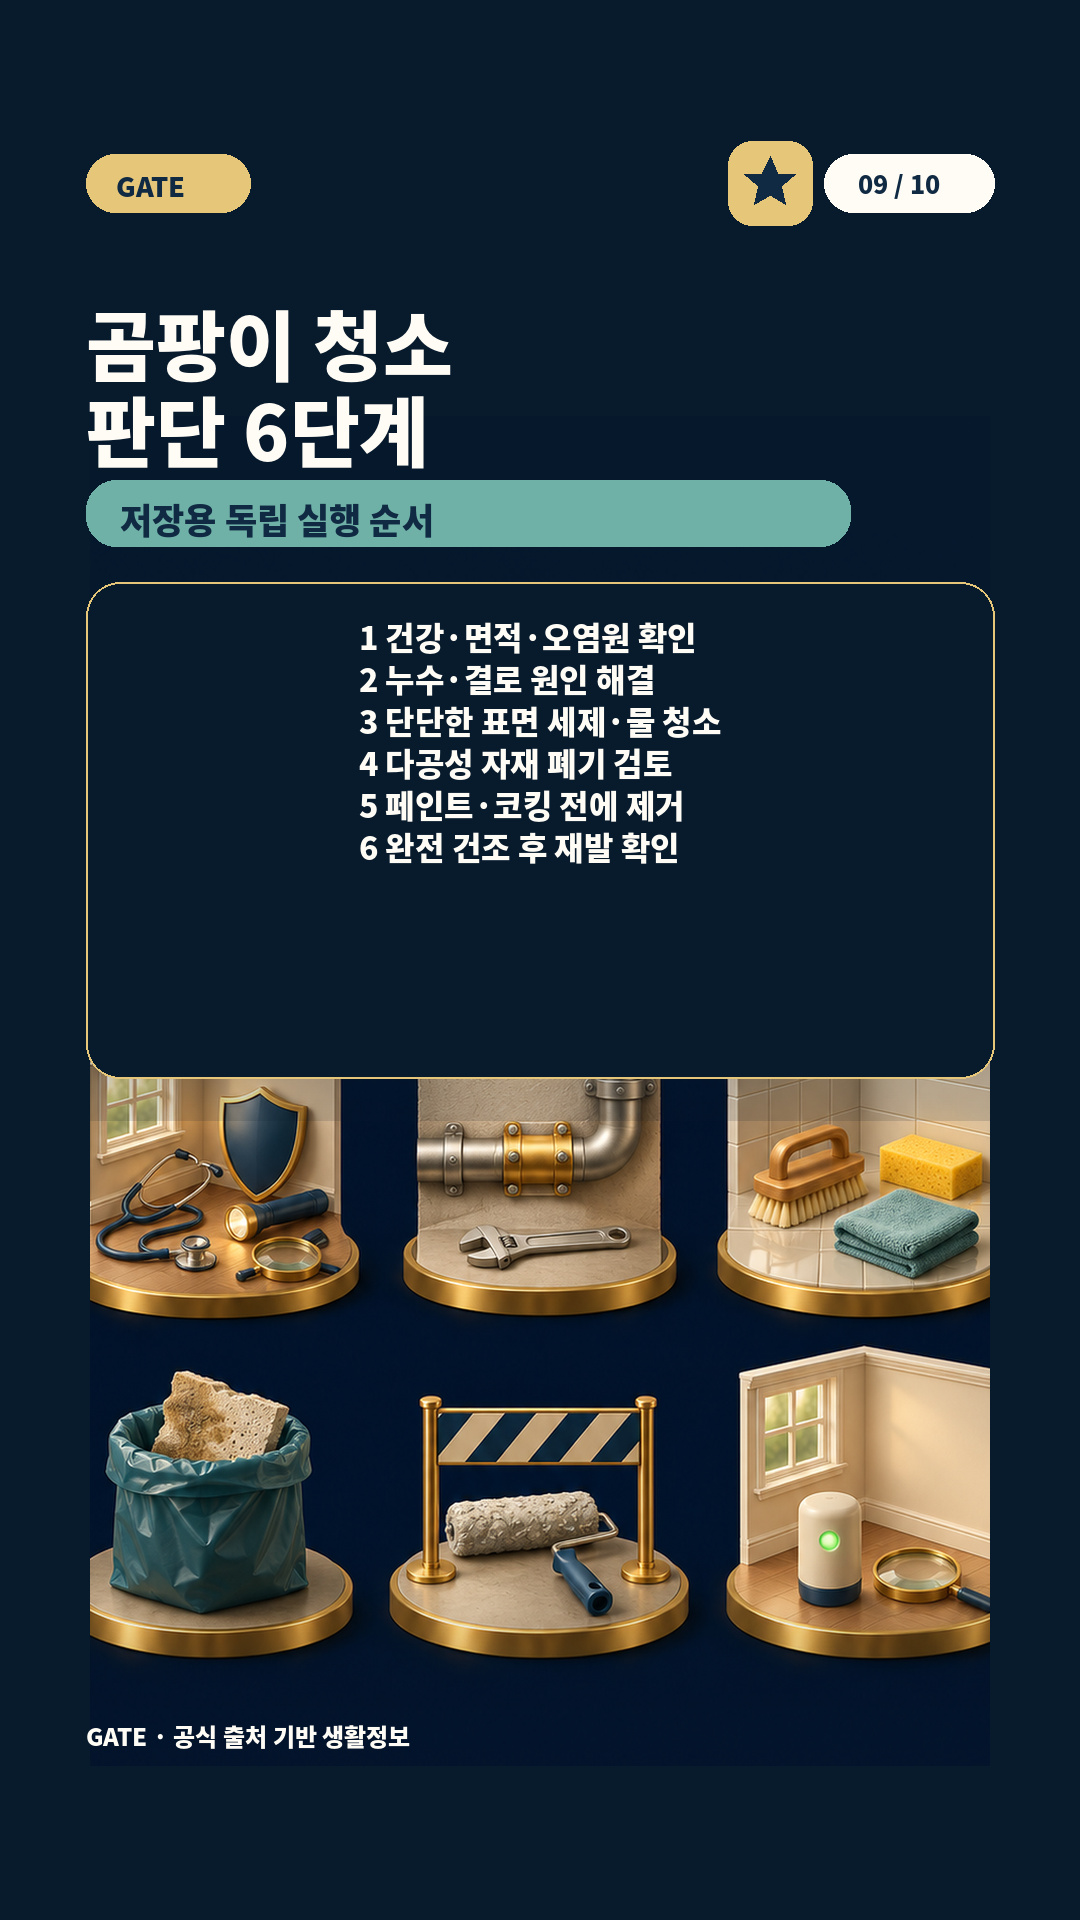 GATE
09 / 10
곰팡이 청소
판단 6단계
저장용 독립 실행 순서
1 건강·면적·오염원 확인
2 누수·결로 원인 해결
3 단단한 표면 세제·물 청소
4 다공성 자재 폐기 검토
5 페인트·코킹 전에 제거
6 완전 건조 후 재발 확인
GATE · 공식 출처 기반 생활정보